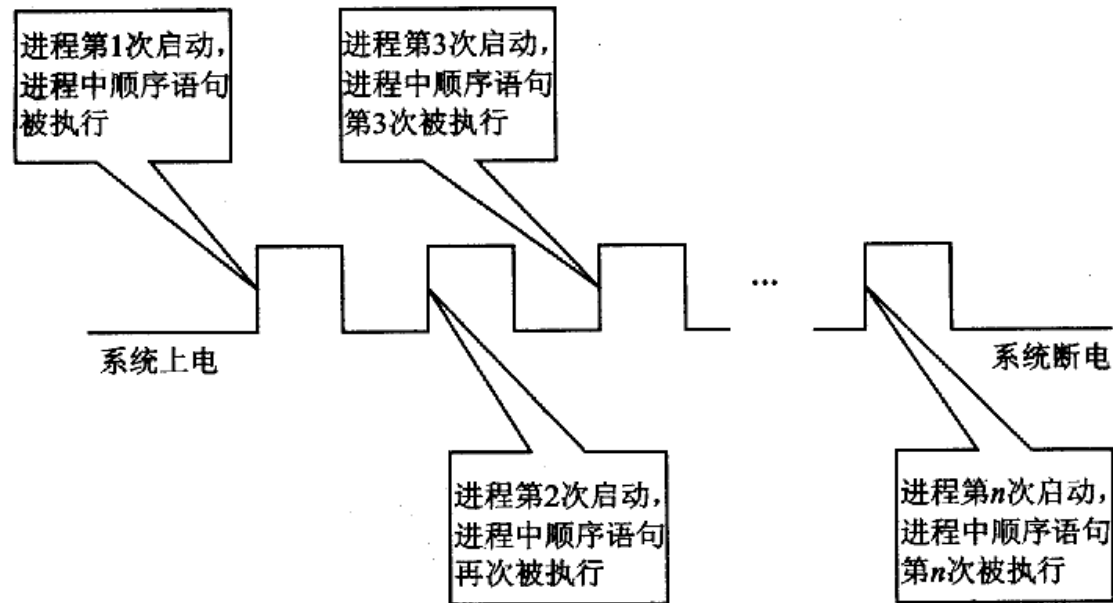 进程第1次启动,
进程中顺序语句
被执行
进程第3次启动,
进程中顺序语句
第3次被执行
...
系统上电
系统断电
进程第2次启动,
进程中顺序语句
再次被执行
进程第n次启动,
进程中顺序语句
第n次被执行